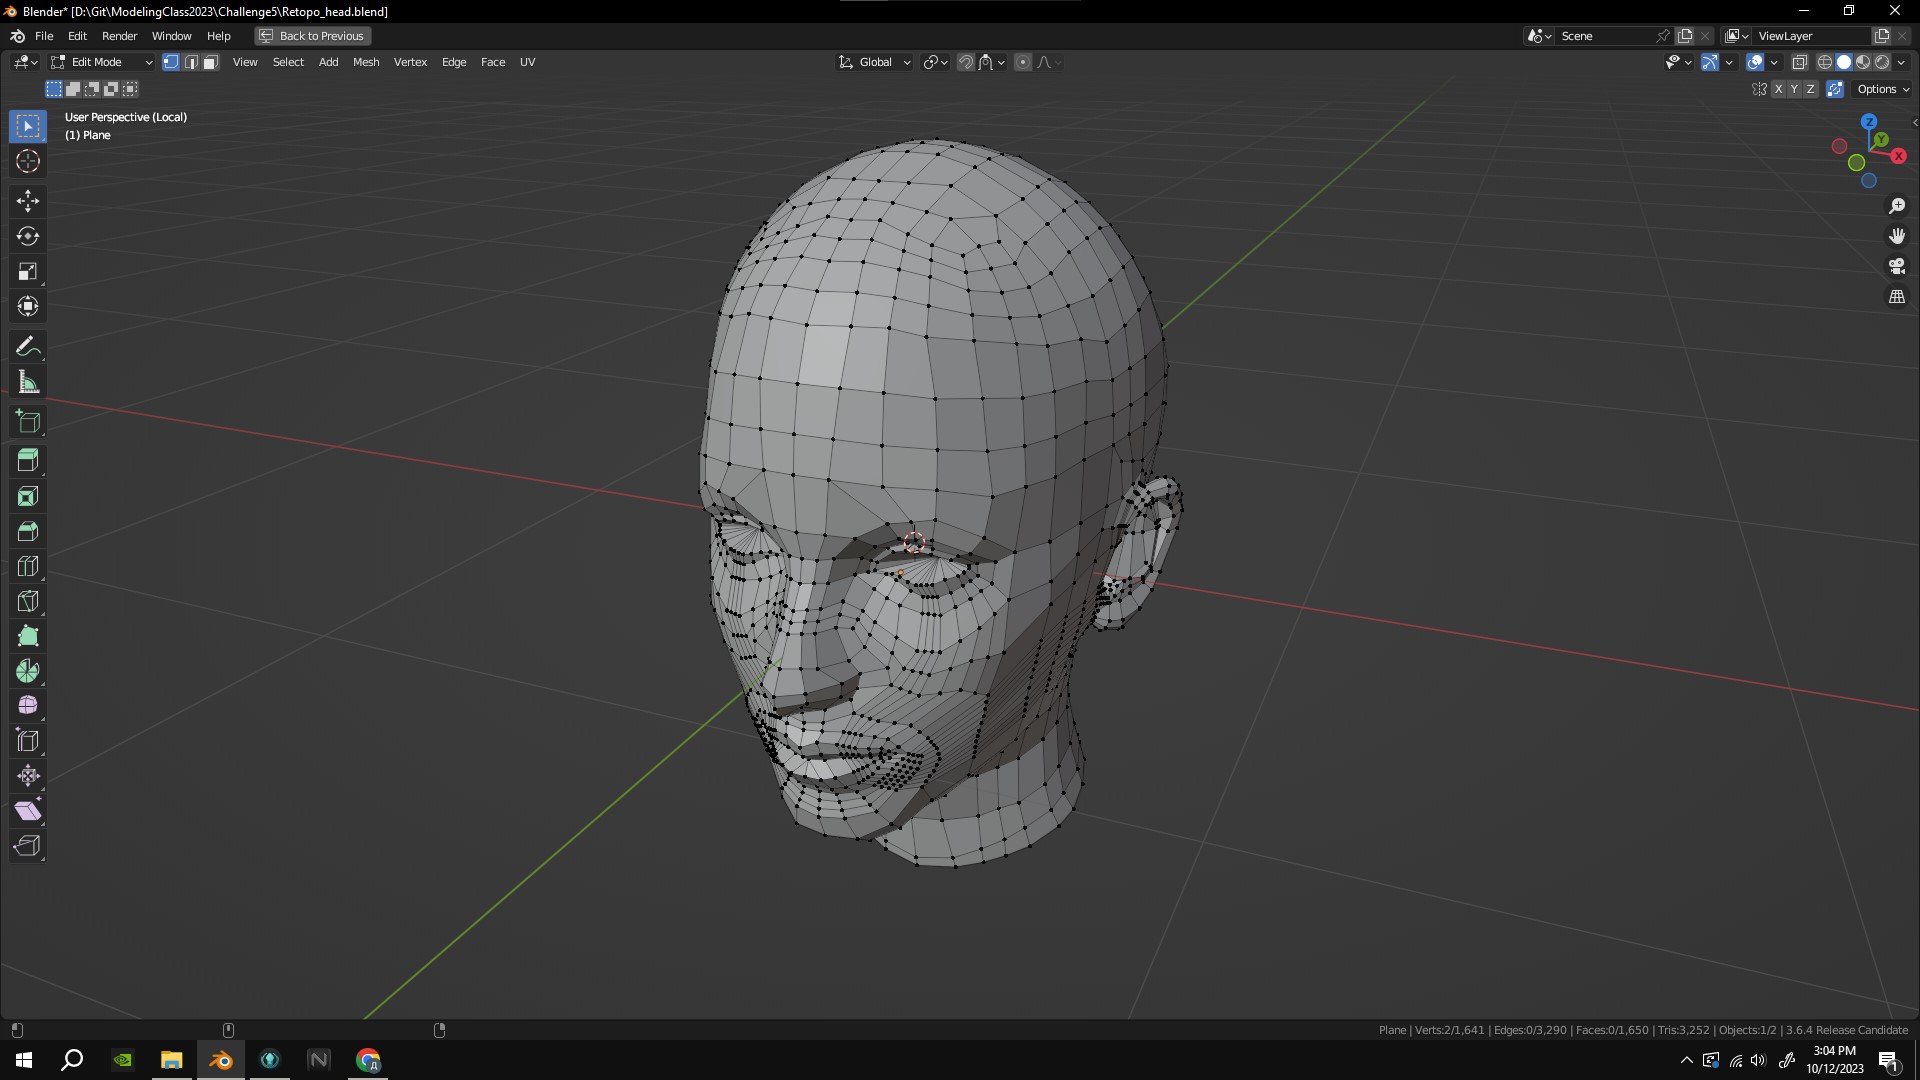 Blender* [D:\Git\ModelingClass2023\Challenge5\Retopo_head.blend]
File Edit Render Window Help Back to Previous Scene ViewLayer
Edit Mode View Select Add Mesh Vertex Edge Face UV Global
X Y Z Options
User Perspective (Local)
(1) Plane
Z
Y
X
Plane | Verts:2/1,641 | Edges:0/3,290 | Faces:0/1,650 | Tris:3,252 | Objects:1/2 | 3.6.4 Release Candidate
N
Д
3:04 PM
10/12/2023
1